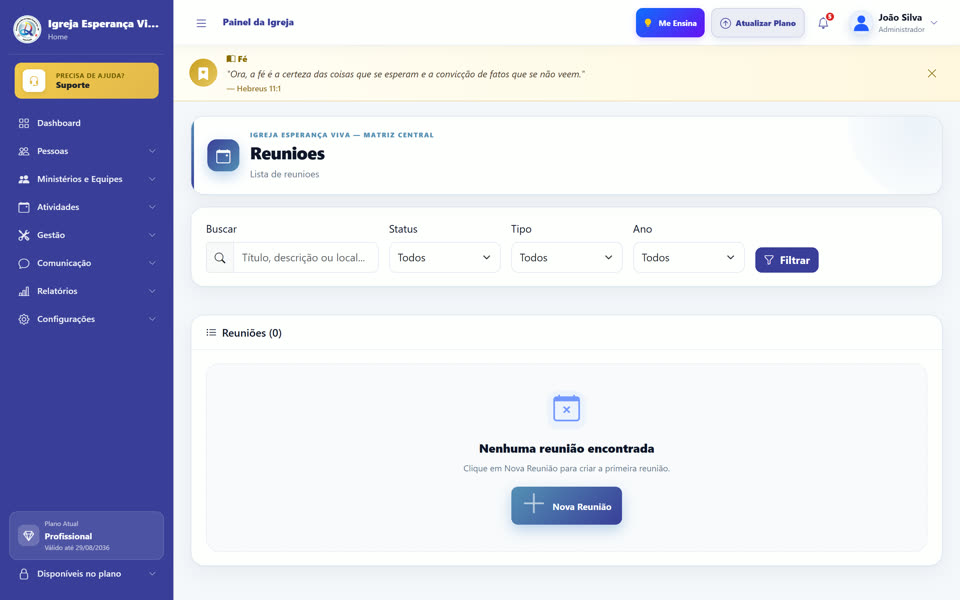 Igreja Esperança Vi...
Home
PRECISA DE AJUDA?
Suporte
Dashboard
Pessoas
Ministérios e Equipes
Atividades
Gestão
Comunicação
Relatórios
Configurações
Plano Atual
Profissional
Válido até 29/08/2036
Disponíveis no plano
Painel da Igreja
Me Ensina
Atualizar Plano
João Silva
Administrador
Fé
"Ora, a fé é a certeza das coisas que se esperam e a convicção de fatos que se não veem."
— Hebreus 11:1
IGREJA ESPERANÇA VIVA — MATRIZ CENTRAL
Reunioes
Lista de reunioes
Buscar
Status
Tipo
Ano
Título, descrição ou local...
Todos
Todos
Todos
Filtrar
Reuniões (0)
Nenhuma reunião encontrada
Clique em Nova Reunião para criar a primeira reunião.
Nova Reunião